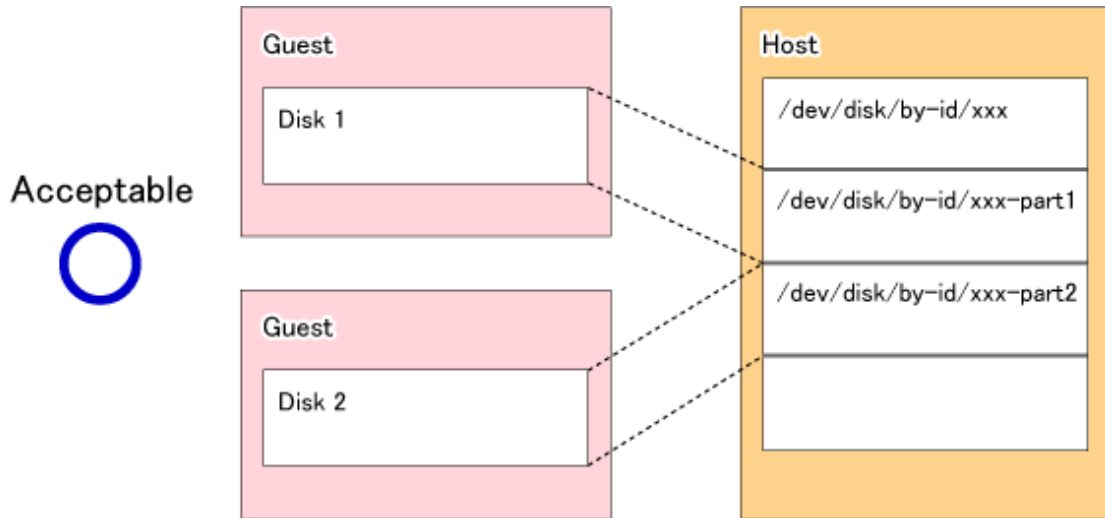 Acceptable
Guest
Disk 1
Guest
Disk 2
Host
/dev/disk/by-id/xxx
/dev/disk/by-id/xxx-part1
/dev/disk/by-id/xxx-part2